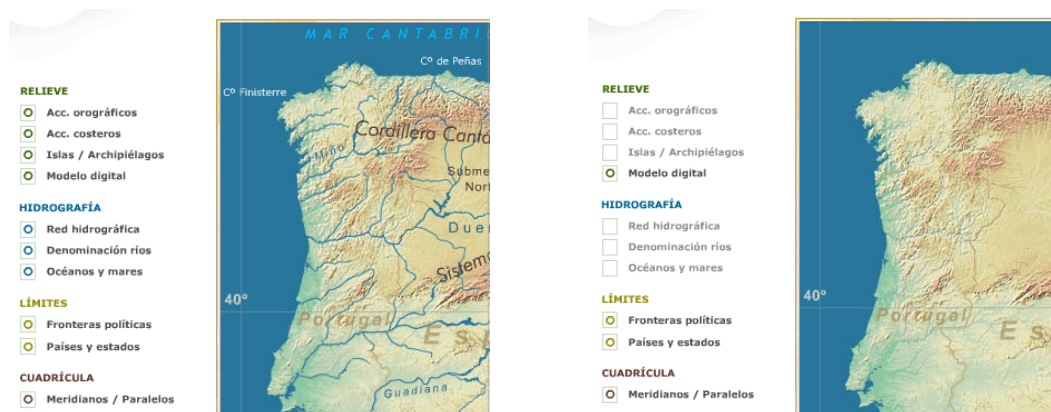 RELIEVE
Acc. orográficos
Acc. costeros
Islas / Archipiélagos
Modelo digital
HIDROGRAFÍA
Red hidrográfica
Denominación ríos
Océanos y mares
LÍMITES
Fronteras políticas
Países y estados
CUADRÍCULA
Meridianos / Paralelos
MAR CANTABRI
Cº de Peñas
Cº Finisterre
Cordillera Cantá
Miño
Subme
Nort
Due
Sistem
40º
Portugal
Es
Guadiana
RELIEVE
Acc. orográficos
Acc. costeros
Islas / Archipiélagos
Modelo digital
HIDROGRAFÍA
Red hidrográfica
Denominación ríos
Océanos y mares
LÍMITES
Fronteras políticas
Países y estados
CUADRÍCULA
Meridianos / Paralelos
40º
Portugal
Es